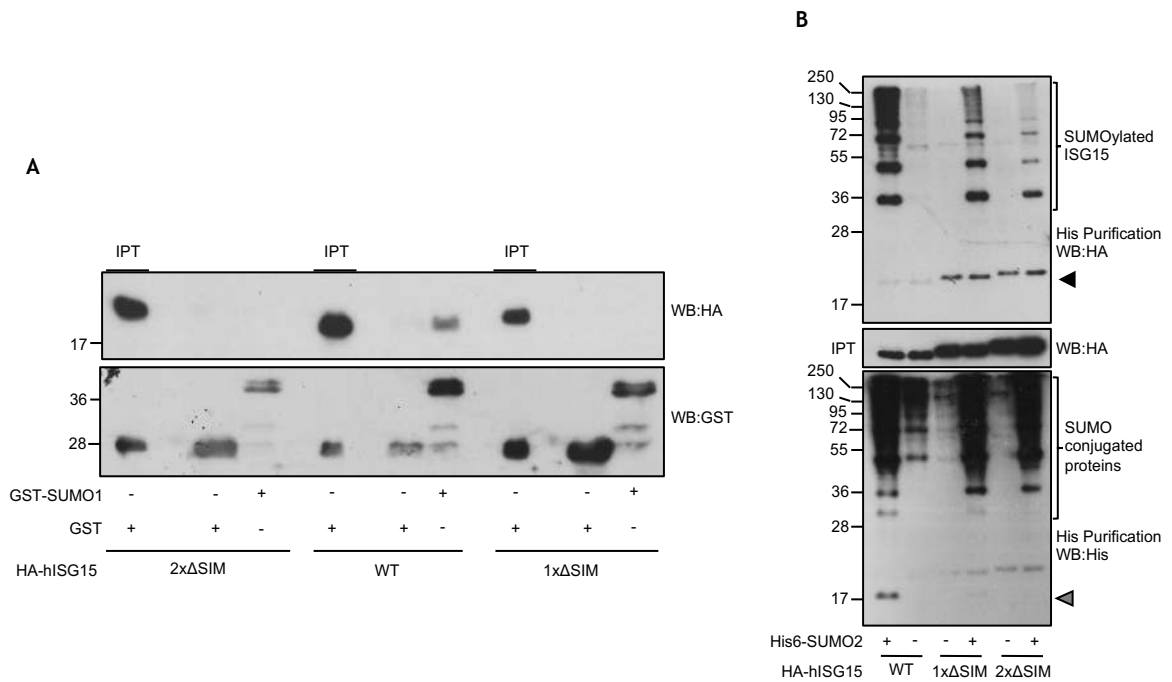 A
IPT IPT IPT
17
WB:HA
36
28
WB:GST
GST-SUMO1 - - + - - + - - +
GST + + - + + - + + -
HA-hISG15 2xΔSIM WT 1xΔSIM
B
250
130
95
72
55
36
28
17
SUMOylated
ISG15
His Purification
WB:HA
IPT WB:HA
250
130
95
72
55
36
28
17
SUMO
conjugated
proteins
His Purification
WB:His
His6-SUMO2 + - - + - +
HA-hISG15 WT 1xΔSIM 2xΔSIM